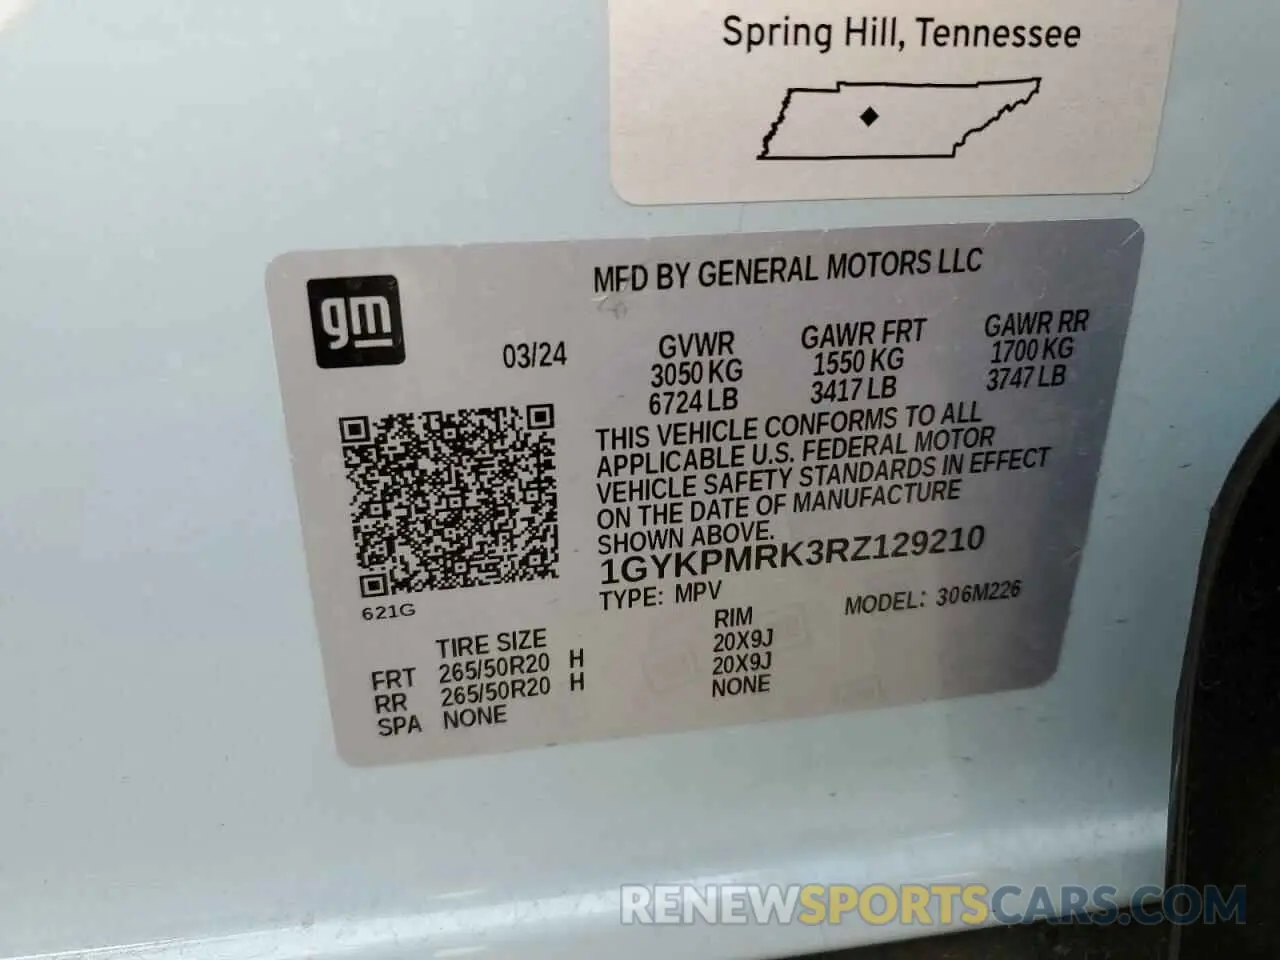 Spring Hill, Tennessee
gm
MFD BY GENERAL MOTORS LLC
03/24
GVWR GAWR FRT GAWR RR
3050 KG 1550 KG 1700 KG
6724 LB 3417 LB 3747 LB
THIS VEHICLE CONFORMS TO ALL
APPLICABLE U.S. FEDERAL MOTOR
VEHICLE SAFETY STANDARDS IN EFFECT
ON THE DATE OF MANUFACTURE
SHOWN ABOVE.
1GYKPMRK3RZ129210
TYPE: MPV MODEL: 306M226
621G
TIRE SIZE RIM
FRT 265/50R20 H 20X9J
RR 265/50R20 H 20X9J
SPA NONE NONE
RENEWSPORTSCARS.COM